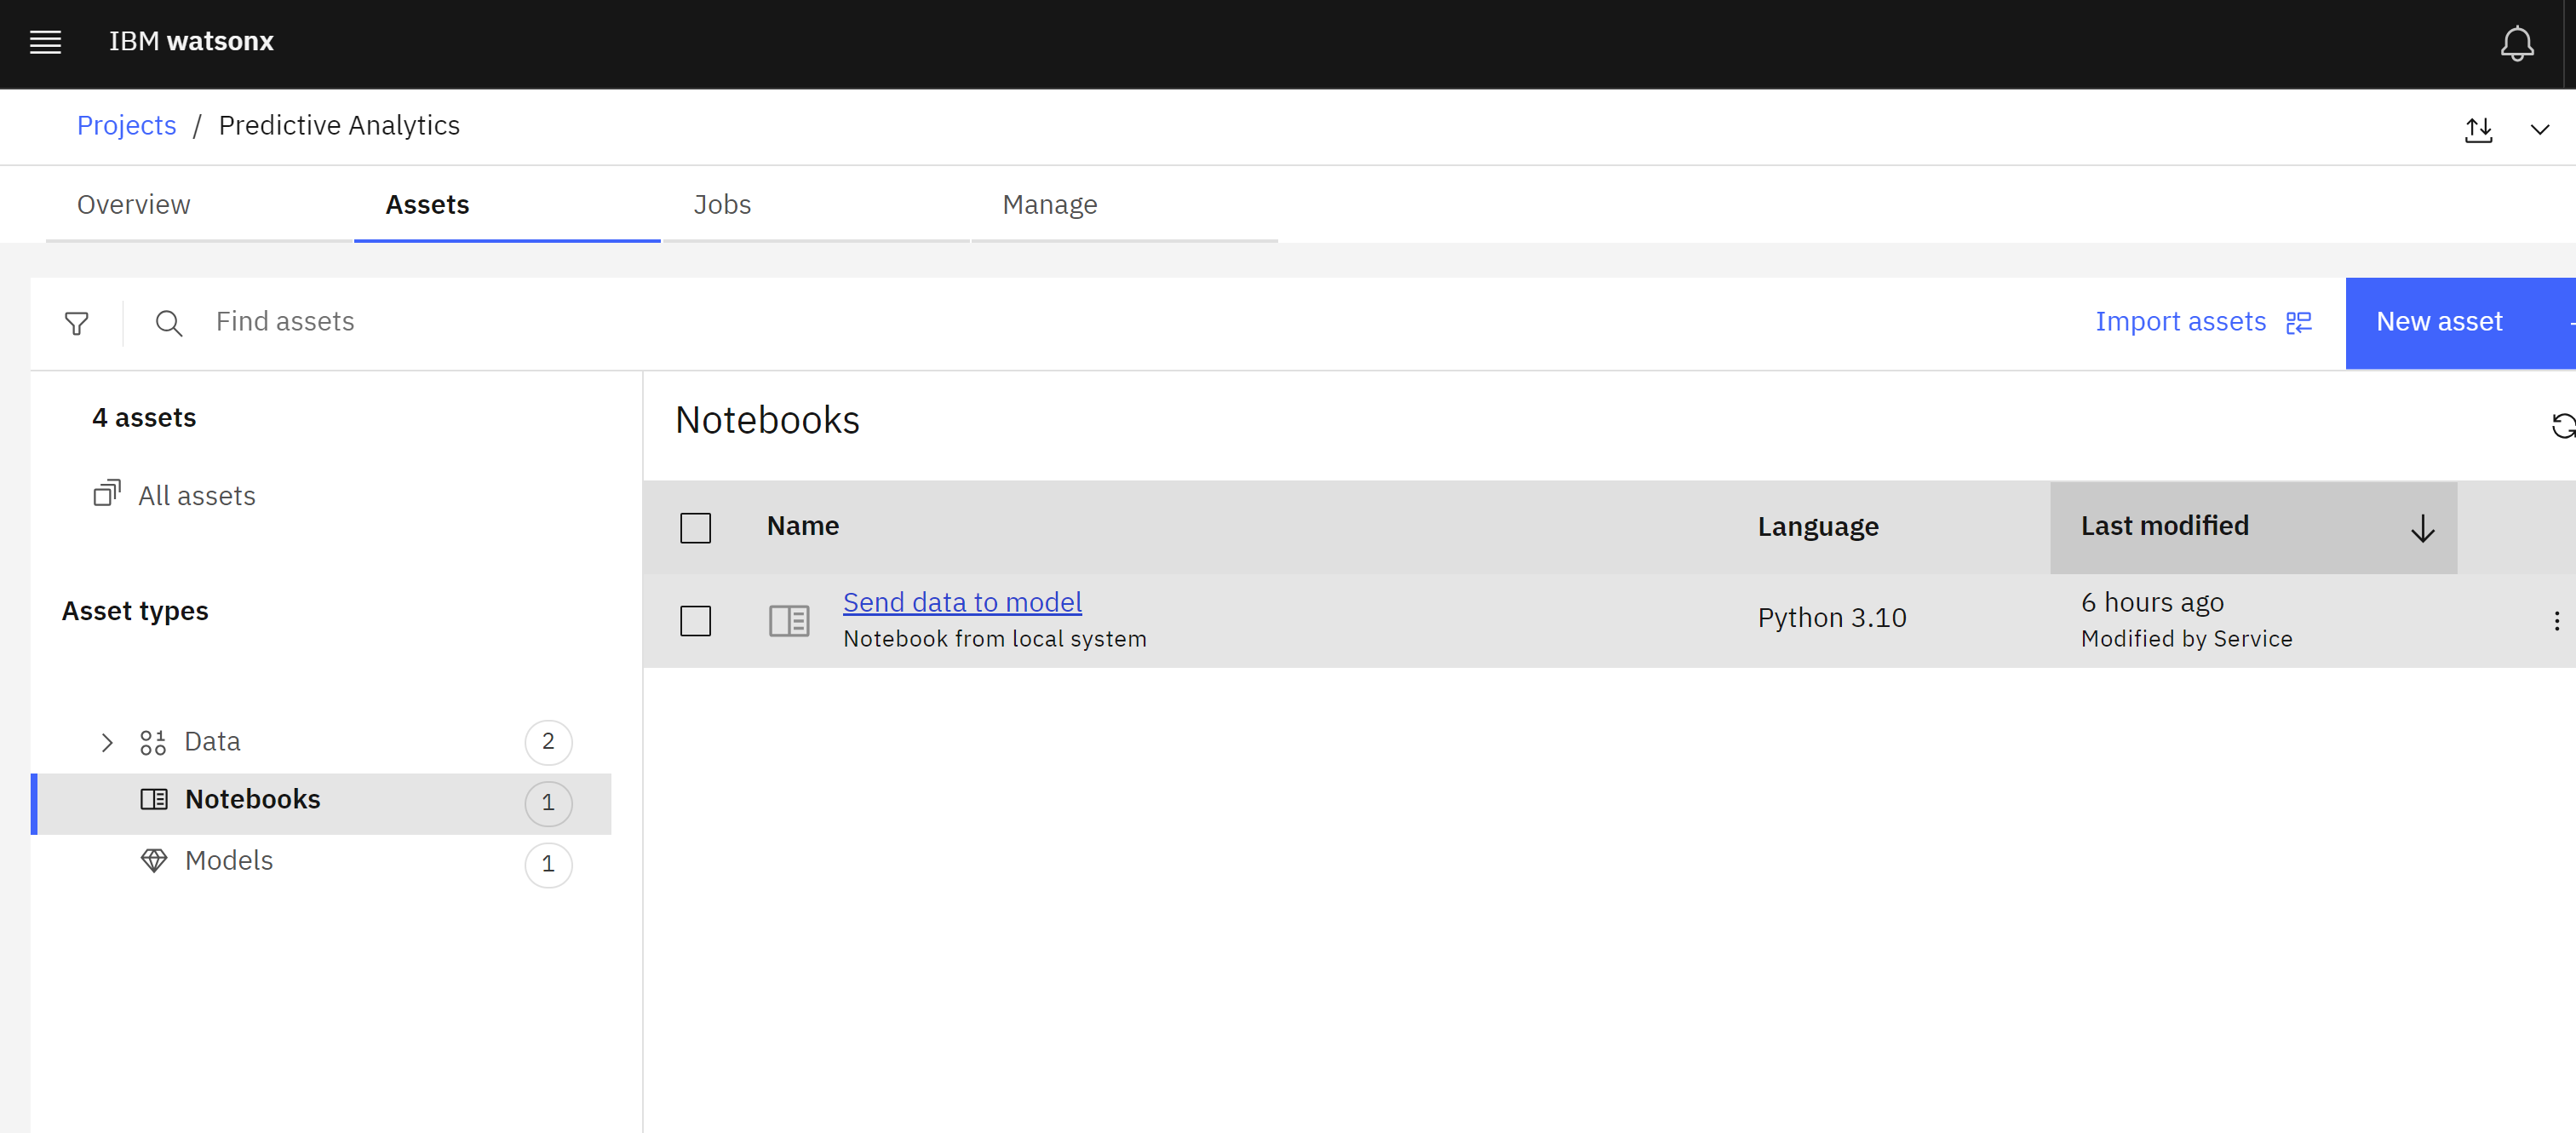 IBM watsonx
Projects / Predictive Analytics
Overview Assets Jobs Manage
Find assets Import assets New asset
4 assets
All assets
Asset types
Data 2
Notebooks 1
Models 1
Notebooks
Name Language Last modified
Send data to model Python 3.10 6 hours ago
Notebook from local system Modified by Service